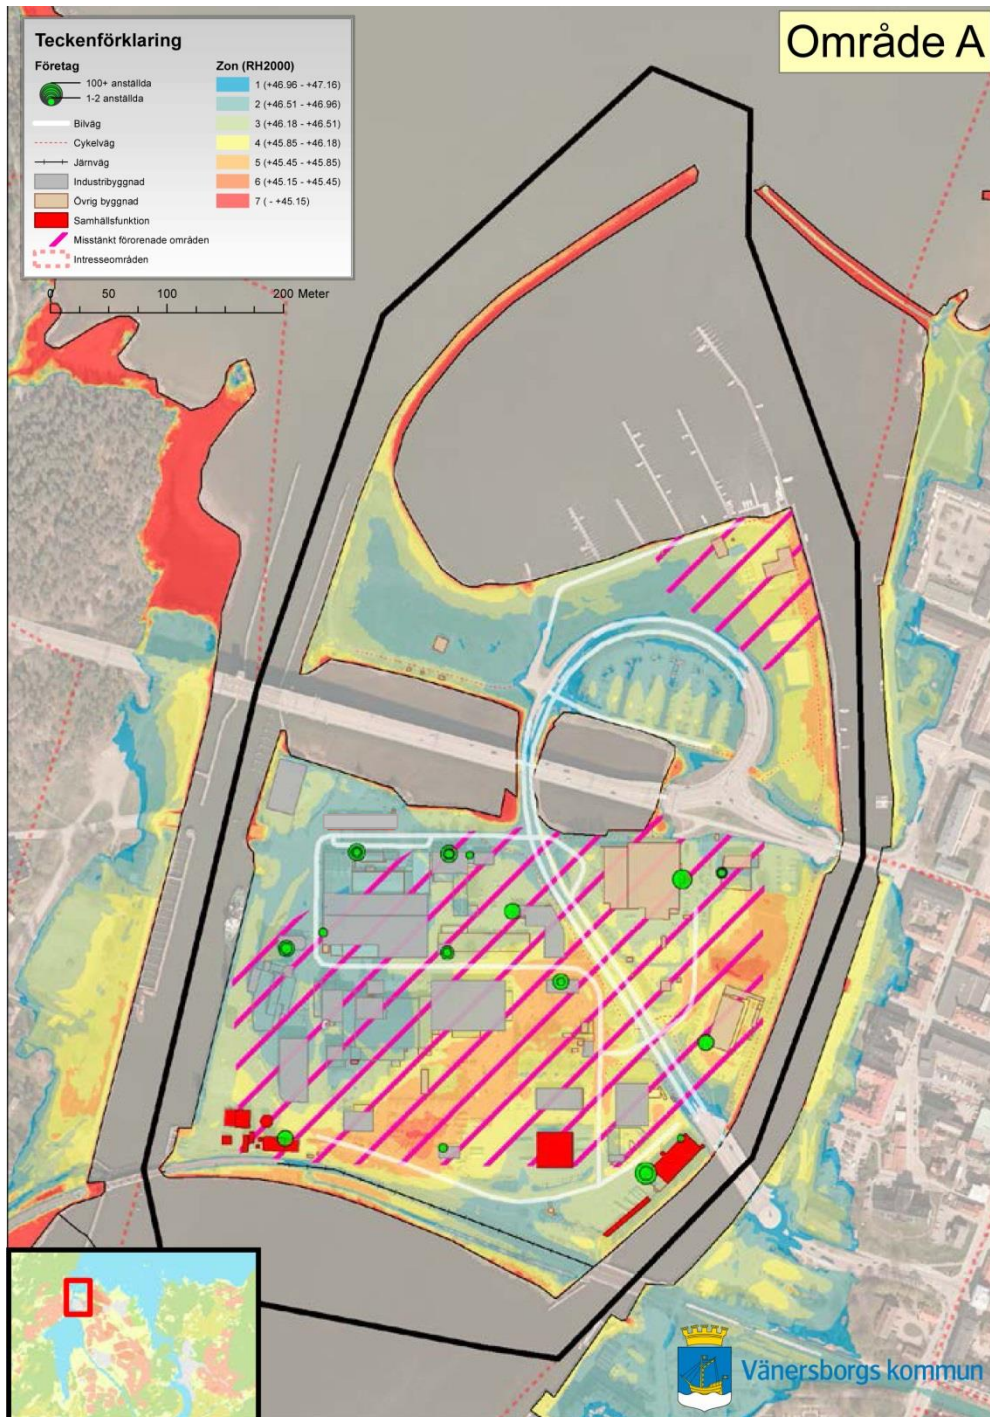 Område A
Teckenförklaring
Företag
100+ anställda
1-2 anställda
Bilväg
Cykelväg
Järnväg
Industribyggnad
Övrig byggnad
Samhällsfunktion
Misstänkt förorenade områden
Intresseområden
Zon (RH2000)
1 (+46.96 - +47.16)
2 (+46.51 - +46.96)
3 (+46.18 - +46.51)
4 (+45.85 - +46.18)
5 (+45.45 - +45.85)
6 (+45.15 - +45.45)
7 ( - +45.15)
0 50 100 200 Meter
Vänersborgs kommun